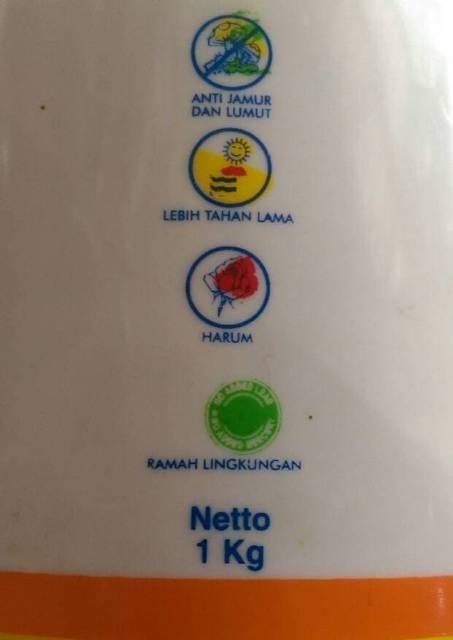 ANTI JAMUR
DAN LUMUT
LEBIH TAHAN LAMA
HARUM
RAMAH LINGKUNGAN
Netto
1 Kg